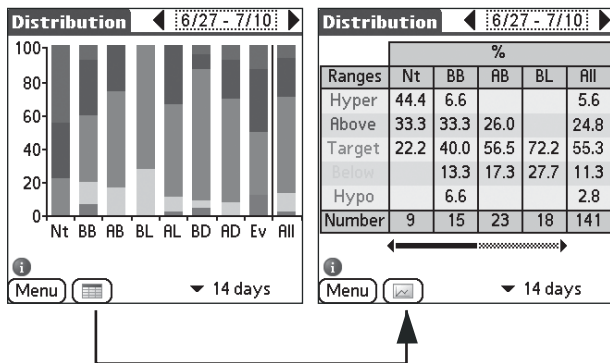 Distribution 6/27 - 7/10
100
80
60
40
20
0
Nt BB AB BL AL BD AD Ev All
Menu 14 days
Distribution 6/27 - 7/10
%
Ranges Nt BB AB BL All
Hyper 44.4 6.6 5.6
Above 33.3 33.3 26.0 24.8
Target 22.2 40.0 56.5 72.2 55.3
Below 13.3 17.3 27.7 11.3
Hypo 6.6 2.8
Number 9 15 23 18 141
Menu 14 days